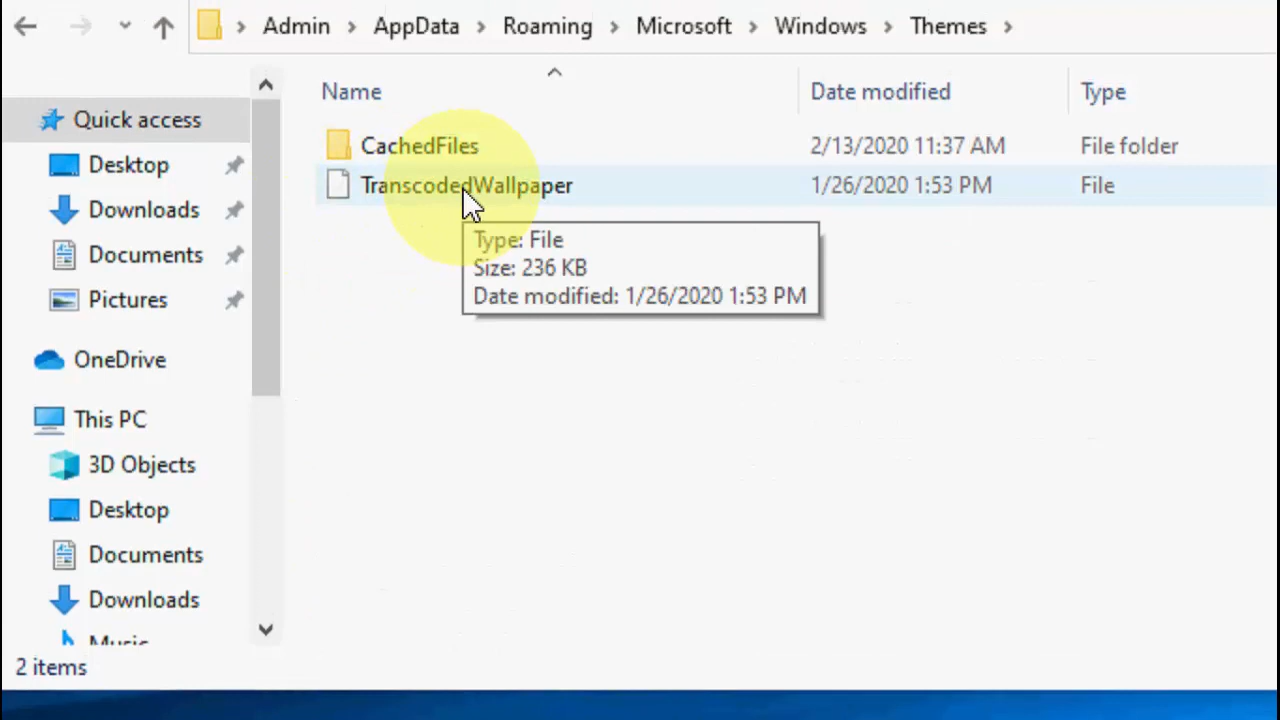 Admin > AppData > Roaming > Microsoft > Windows > Themes >
Name Date modified Type
Quick access
Desktop
Downloads
Documents
Pictures
OneDrive
This PC
3D Objects
Desktop
Documents
Downloads
Music
CachedFiles 2/13/2020 11:37 AM File folder
TranscodedWallpaper 1/26/2020 1:53 PM File
Type: File
Size: 236 KB
Date modified: 1/26/2020 1:53 PM
2 items